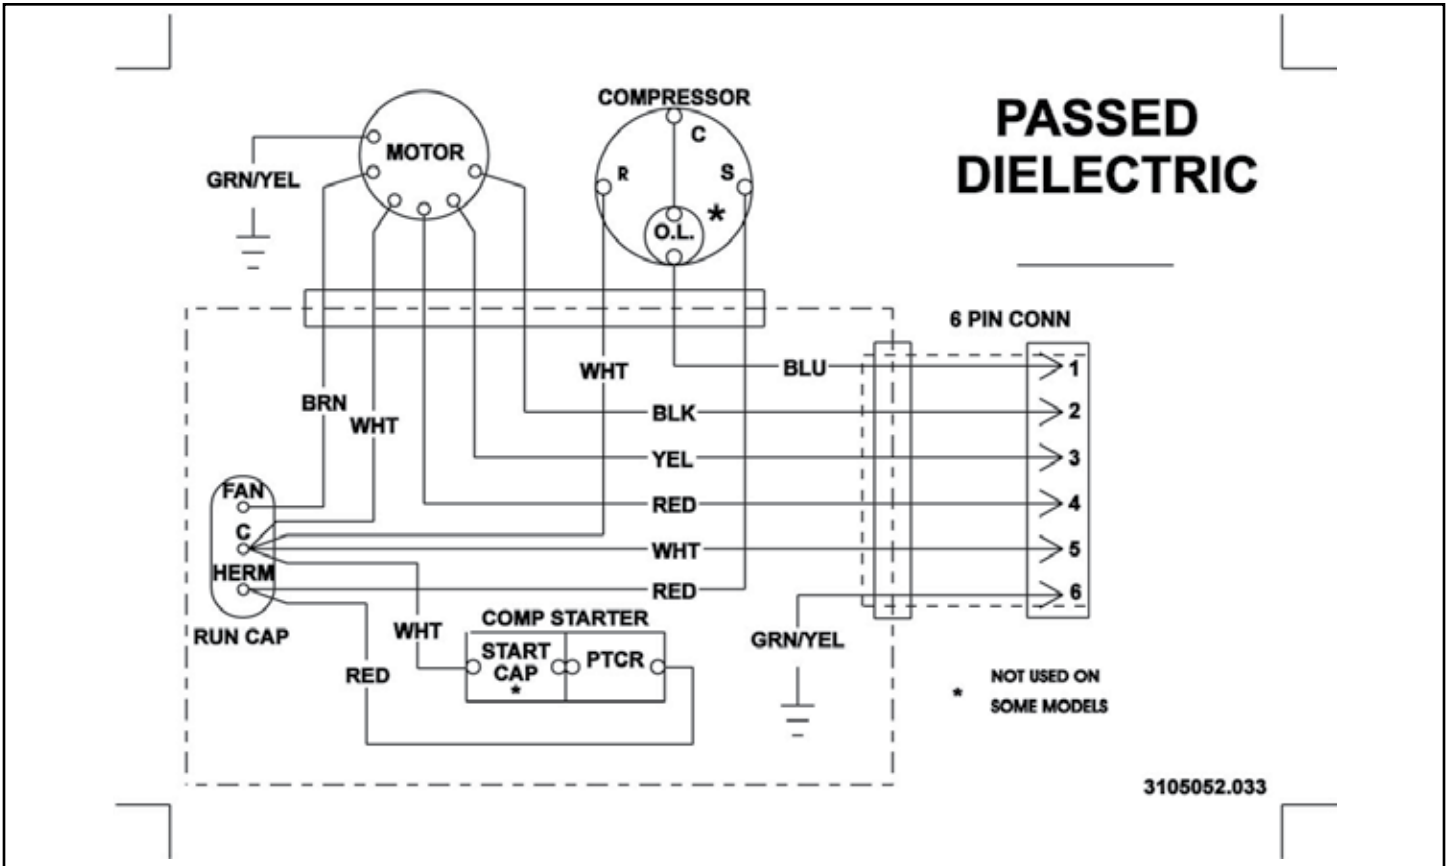 COMPRESSOR
PASSED
DIELECTRIC
MOTOR
C
R
S
*
GRN/YEL
O.L.
6 PIN CONN
WHT
BLU
1
BRN
BLK
2
WHT
YEL
3
FAN
RED
4
C
WHT
5
HERM
RED
6
RUN CAP
WHT
COMP STARTER
GRN/YEL
START
CAP
*
PTCR
RED
* NOT USED ON
SOME MODELS
3105052.033